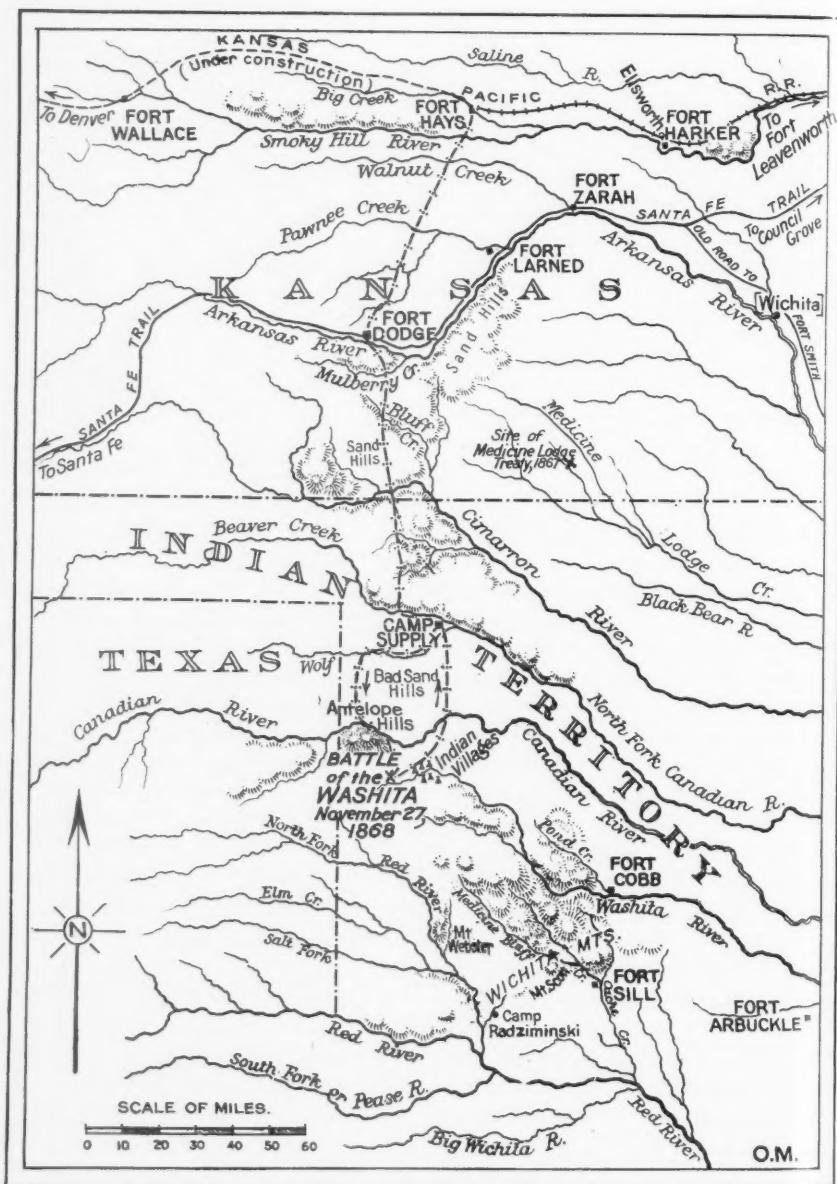 KANSAS
(Under construction)
Saline
R.
Big Creek
PACIFIC
Ellsworth
R.R.
To Denver
FORT
WALLACE
FORT
HAYS
FORT
HARKER
To
Fort
Leavenworth
Smoky Hill River
Walnut Creek
FORT
ZARAH
SANTA FE TRAIL
To
Council
Grove
Pawnee Creek
FORT
LARNED
OLD ROAD TO
FORT SMITH
Arkansas
River
[Wichita]
KANSAS
FORT
DODGE
Arkansas River
Sand Hills
Mulberry Cr.
SANTA FE TRAIL
To Santa Fe
Bluff
Cr.
Sand
Hills
Site of
Medicine Lodge
Treaty, 1867
Medicine
Lodge
Cr.
INDIAN
Beaver Creek
Cimarron
River
Black Bear R.
CAMP
SUPPLY
TEXAS
Wolf
Bad Sand
Hills
TERRITORY
Antelope
Hills
Canadian
River
North Fork Canadian R.
Indian
Villages
Canadian
River
BATTLE
of the
WASHITA
November 27,
1868
Pond Cr.
FORT
COBB
Washita
River
North Fork
Red River
Elm Cr.
Salt Fork
Mt
Webster
Medicine Bluff
Cr.
WICHITA
MTS.
Mt Scott
FORT
SILL
Cache Cr.
FORT
ARBUCKLE
Camp
Radziminski
Red River
South Fork or Pease R.
Big Wichita R.
Red River
N
SCALE OF MILES.
0 10 20 30 40 50 60
O.M.